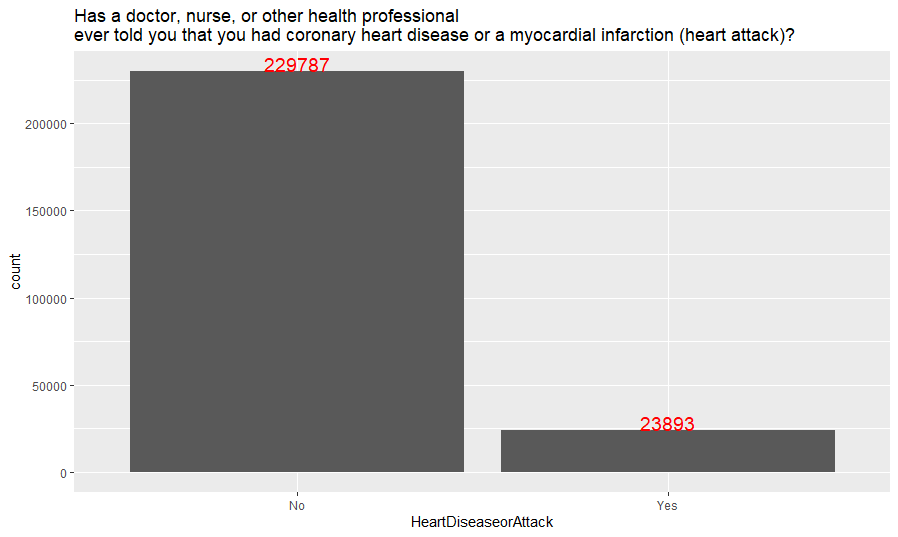 Has a doctor, nurse, or other health professional
ever told you that you had coronary heart disease or a myocardial infarction (heart attack)?
229787
23893
200000
150000
100000
50000
0
count
No
Yes
HeartDiseaseorAttack